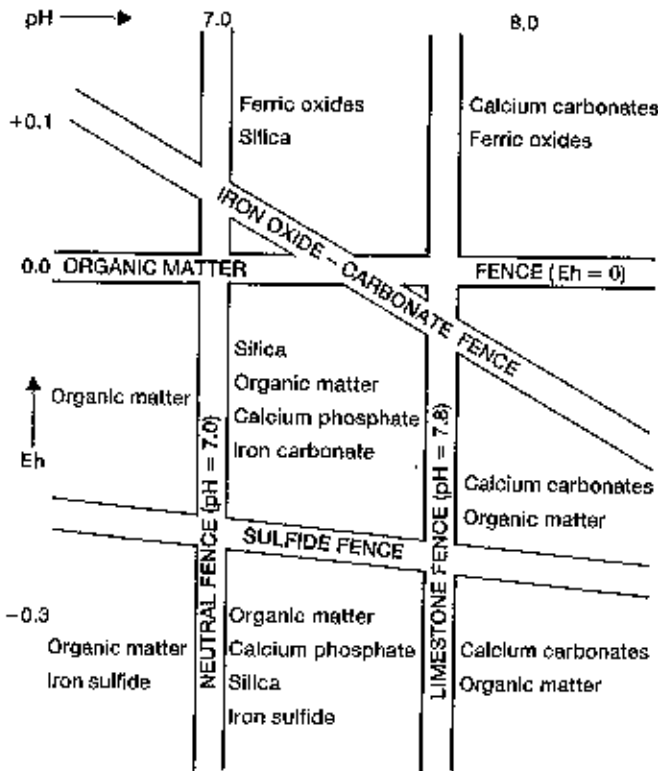 pH
7.0
8.0
+0.1
Ferric oxides
Silica
Calcium carbonates
Ferric oxides
IRON OXIDE – CARBONATE FENCE
0.0
ORGANIC MATTER
FENCE (Eh = 0)
Organic matter
Eh
Silica
Organic matter
Calcium phosphate
Iron carbonate
NEUTRAL FENCE (pH = 7.0)
LIMESTONE FENCE (pH = 7.8)
Calcium carbonates
Organic matter
SULFIDE FENCE
−0.3
Organic matter
Iron sulfide
Organic matter
Calcium phosphate
Silica
Iron sulfide
Calcium carbonates
Organic matter